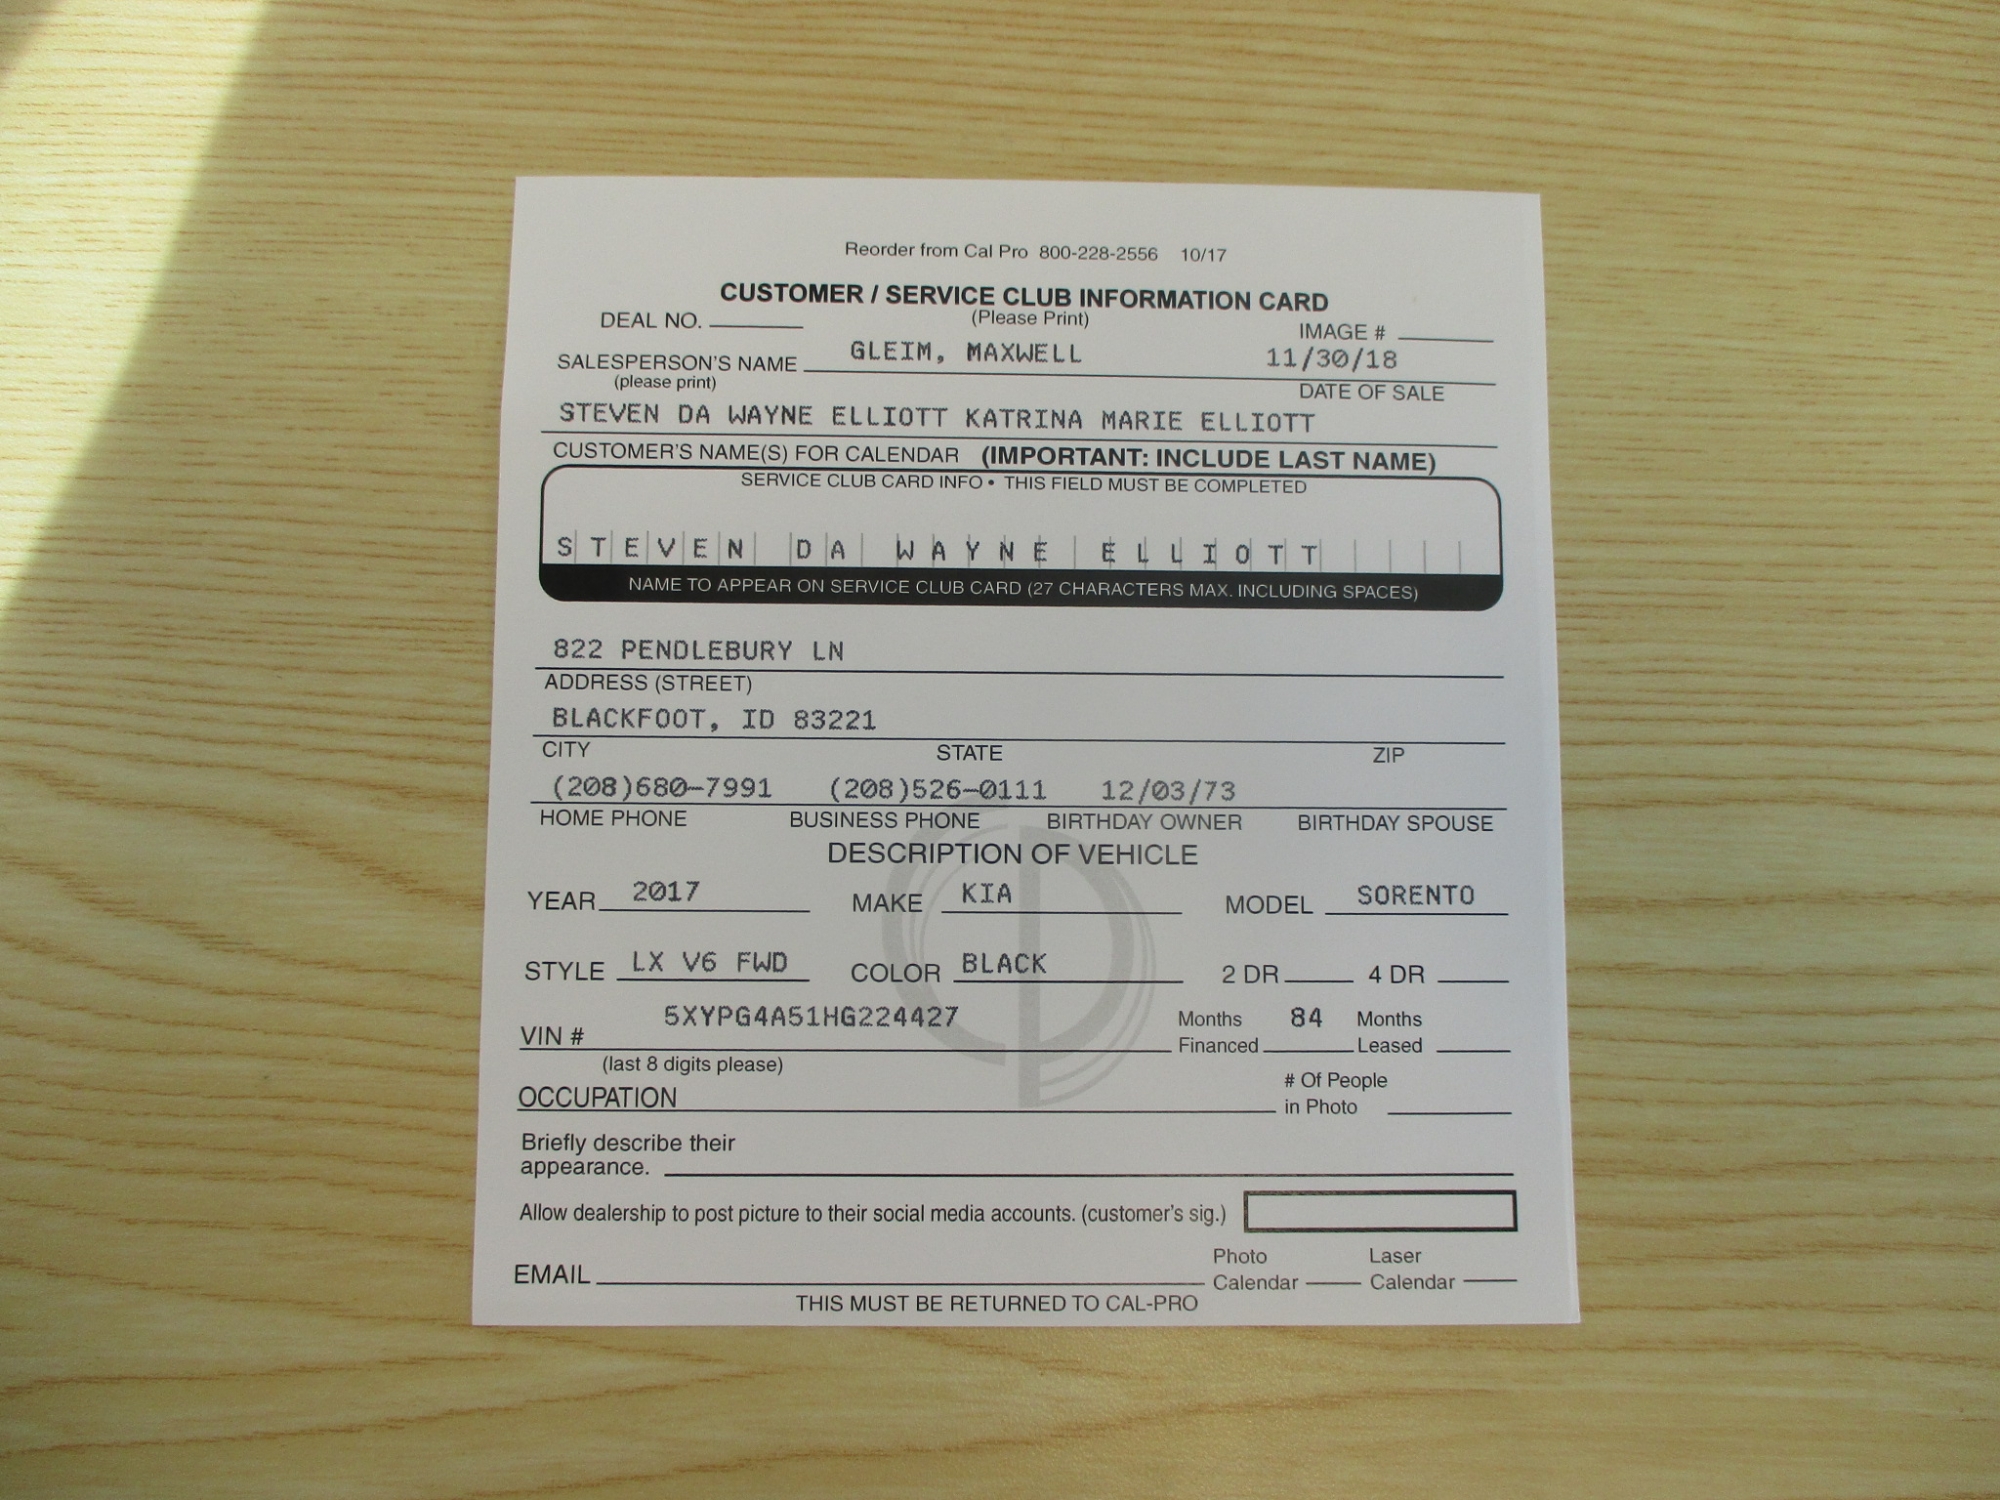 Reorder from Cal Pro 800-228-2556 10/17
CUSTOMER / SERVICE CLUB INFORMATION CARD
DEAL NO. (Please Print) IMAGE #
SALESPERSON'S NAME GLEIM, MAXWELL 11/30/18
(please print) DATE OF SALE
STEVEN DA WAYNE ELLIOTT KATRINA MARIE ELLIOTT
CUSTOMER'S NAME(S) FOR CALENDAR (IMPORTANT: INCLUDE LAST NAME)
SERVICE CLUB CARD INFO • THIS FIELD MUST BE COMPLETED
STEVEN DA WAYNE ELLIOTT
NAME TO APPEAR ON SERVICE CLUB CARD (27 CHARACTERS MAX. INCLUDING SPACES)
822 PENDLEBURY LN
ADDRESS (STREET)
BLACKFOOT, ID 83221
CITY STATE ZIP
(208)680-7991 (208)526-0111 12/03/73
HOME PHONE BUSINESS PHONE BIRTHDAY OWNER BIRTHDAY SPOUSE
DESCRIPTION OF VEHICLE
YEAR 2017 MAKE KIA MODEL SORENTO
STYLE LX V6 FWD COLOR BLACK 2 DR 4 DR
VIN # 5XYPG4A51HG224427 Months Financed 84 Months Leased
(last 8 digits please)
OCCUPATION # Of People in Photo
Briefly describe their
appearance.
Allow dealership to post picture to their social media accounts. (customer's sig.)
EMAIL Photo Calendar Laser Calendar
THIS MUST BE RETURNED TO CAL-PRO